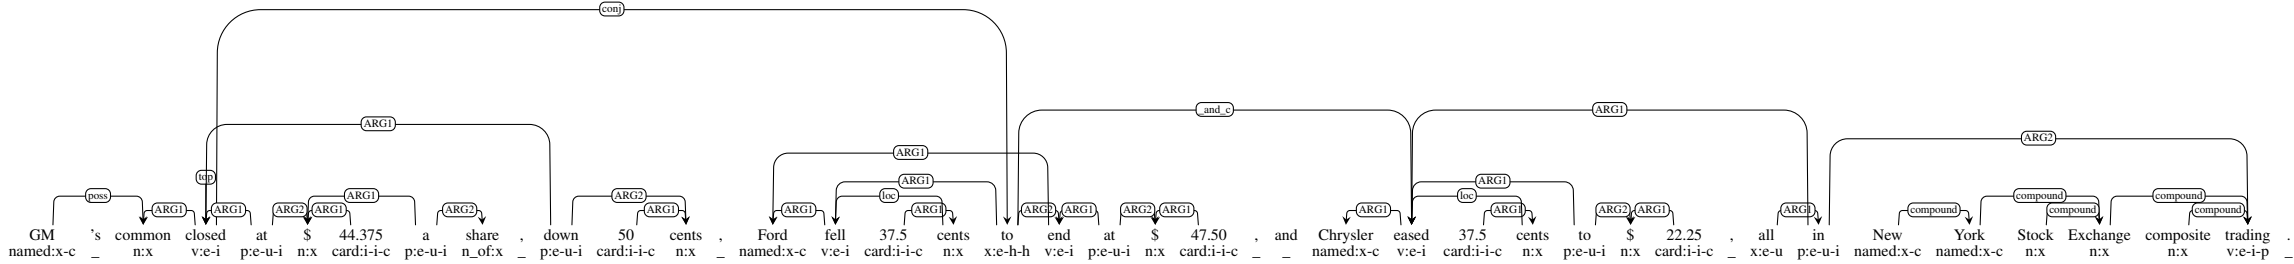 conj
_and_c ARG1
ARG1
ARG2
ARG1
top ARG1 ARG1
poss ARG1 ARG2 loc loc compound compound
ARG1 ARG1 ARG2 ARG1 ARG2 ARG1 ARG1 ARG1 ARG2 ARG1 ARG2 ARG1 ARG1 ARG1 ARG2 ARG1 ARG1 compound compound compound
GM 's common closed at $ 44.375 a share , down 50 cents , Ford fell 37.5 cents to end at $ 47.50 , and Chrysler eased 37.5 cents to $ 22.25 , all in New York Stock Exchange composite trading .
named:x-c _ n:x v:e-i p:e-u-i n:x card:i-i-c p:e-u-i n_of:x _ p:e-u-i card:i-i-c n:x _ named:x-c v:e-i card:i-i-c n:x x:e-h-h v:e-i p:e-u-i n:x card:i-i-c _ _ named:x-c v:e-i card:i-i-c n:x p:e-u-i n:x card:i-i-c _ x:e-u p:e-u-i named:x-c named:x-c n:x n:x n:x v:e-i-p _